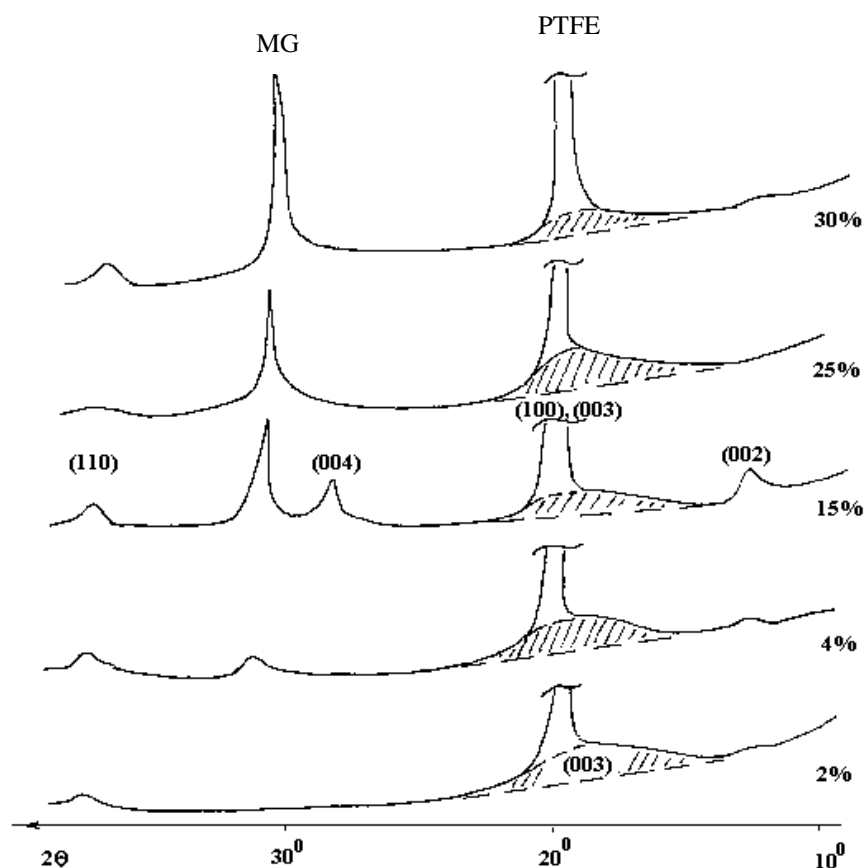 MG PTFE
30%
25%
(100), (003)
(110) (004) (002)
15%
4%
(003)
2%
2θ 30⁰ 20⁰ 10⁰